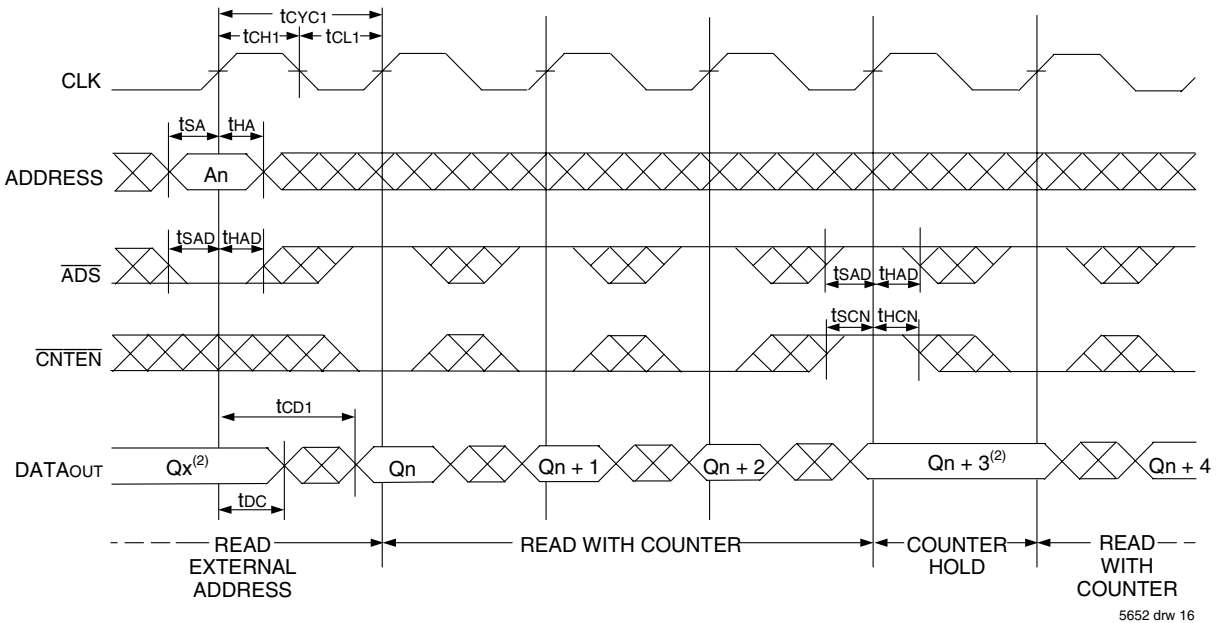 tCYC1
tCH1 tCL1
CLK
tSA tHA
ADDRESS An
tSAD tHAD
ADS tSAD tHAD
tSCN tHCN
CNTEN
tCD1
DATAOUT Qx(2) Qn Qn + 1 Qn + 2 Qn + 3(2) Qn + 4
tDC
READ EXTERNAL ADDRESS
READ WITH COUNTER
COUNTER HOLD
READ WITH COUNTER
5652 drw 16